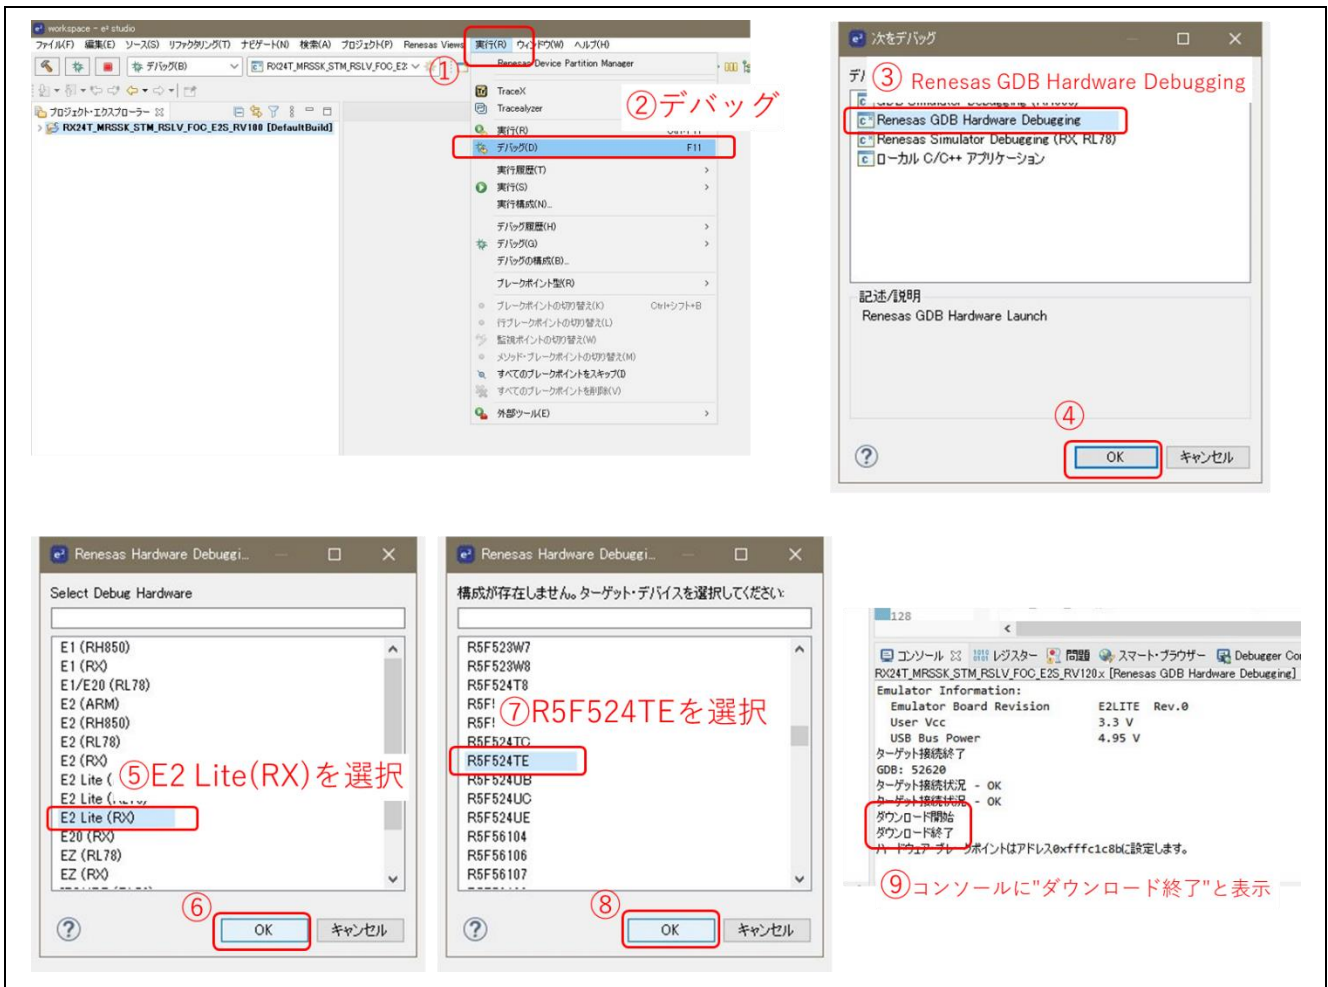 workspace - e² studio
ファイル(F) 編集(E) ソース(S) リファクタリング(T) ナビゲート(N) 検索(A) プロジェクト(P) Renesas Views 実行(R) ウィンドウ(W) ヘルプ(H)
デバッグ(B)
RX24T_MRSSK_STM_RSLV_FOC_E2
①
プロジェクト・エクスプローラー
RX24T_MRSSK_STM_RSLV_FOC_E2S_RV100 [DefaultBuild]
Renesas Device Partition Manager
TraceX
Tracealyzer
②デバッグ
実行(R) Ctrl+F11
デバッグ(D) F11
実行履歴(T)
実行(S)
実行構成(N)...
デバッグ履歴(H)
デバッグ(G)
デバッグの構成(B)...
ブレークポイント型(R)
ブレークポイントの切り替え(K) Ctrl+シフト+B
行ブレークポイントの切り替え(L)
監視ポイントの切り替え(W)
メソッド・ブレークポイントの切り替え(M)
すべてのブレークポイントをスキップ(I)
すべてのブレークポイントを削除(V)
外部ツール(E)
次をデバッグ
デバ
③ Renesas GDB Hardware Debugging
Renesas GDB Hardware Debugging
Renesas Simulator Debugging (RX, RL78)
ローカル C/C++ アプリケーション
記述/説明
Renesas GDB Hardware Launch
④
OK キャンセル
Renesas Hardware Debuggi...
Select Debug Hardware
E1 (RH850)
E1 (RX)
E1/E20 (RL78)
E2 (ARM)
E2 (RH850)
E2 (RL78)
E2 (RX)
E2 Lite (
⑤E2 Lite(RX)を選択
E2 Lite (
E2 Lite (RX)
E20 (RX)
EZ (RL78)
EZ (RX)
⑥
OK キャンセル
Renesas Hardware Debuggi...
構成が存在しません。ターゲット・デバイスを選択してください:
R5F523W7
R5F523W8
R5F524T8
R5F!
⑦R5F524TEを選択
R5F!
R5F524TC
R5F524TE
R5F524UB
R5F524UC
R5F524UE
R5F56104
R5F56106
R5F56107
⑧
OK キャンセル
128
コンソール レジスター 問題 スマート・ブラウザー Debugger Co
RX24T_MRSSK_STM_RSLV_FOC_E2S_RV120.x [Renesas GDB Hardware Debugging]
Emulator Information:
Emulator Board Revision E2LITE Rev.0
User Vcc 3.3 V
USB Bus Power 4.95 V
ターゲット接続終了
GDB: 52620
ターゲット接続状況 - OK
ターゲット接続状況 - OK
ダウンロード開始
ダウンロード終了
ハードウェア・ブレークポイントはアドレス0xfffc1c8bに設定します。
⑨コンソールに"ダウンロード終了"と表示